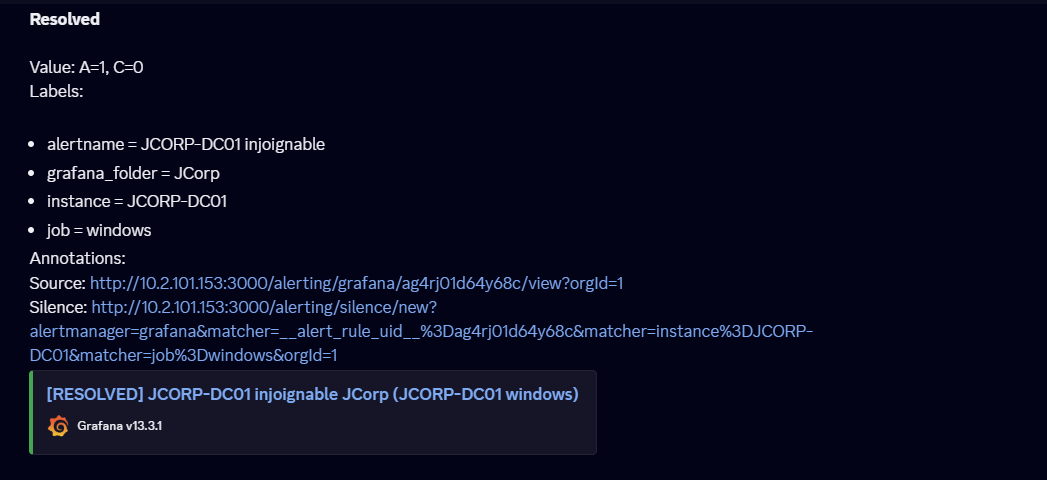 Resolved
Value: A=1, C=0
Labels:
• alertname = JCORP-DC01 injoignable
• grafana_folder = JCorp
• instance = JCORP-DC01
• job = windows
Annotations:
Source: http://10.2.101.153:3000/alerting/grafana/ag4rj01d64y68c/view?orgId=1
Silence: http://10.2.101.153:3000/alerting/silence/new?
alertmanager=grafana&matcher=__alert_rule_uid__%3Dag4rj01d64y68c&matcher=instance%3DJCORP-
DC01&matcher=job%3Dwindows&orgId=1
[RESOLVED] JCORP-DC01 injoignable JCorp (JCORP-DC01 windows)
Grafana v13.3.1